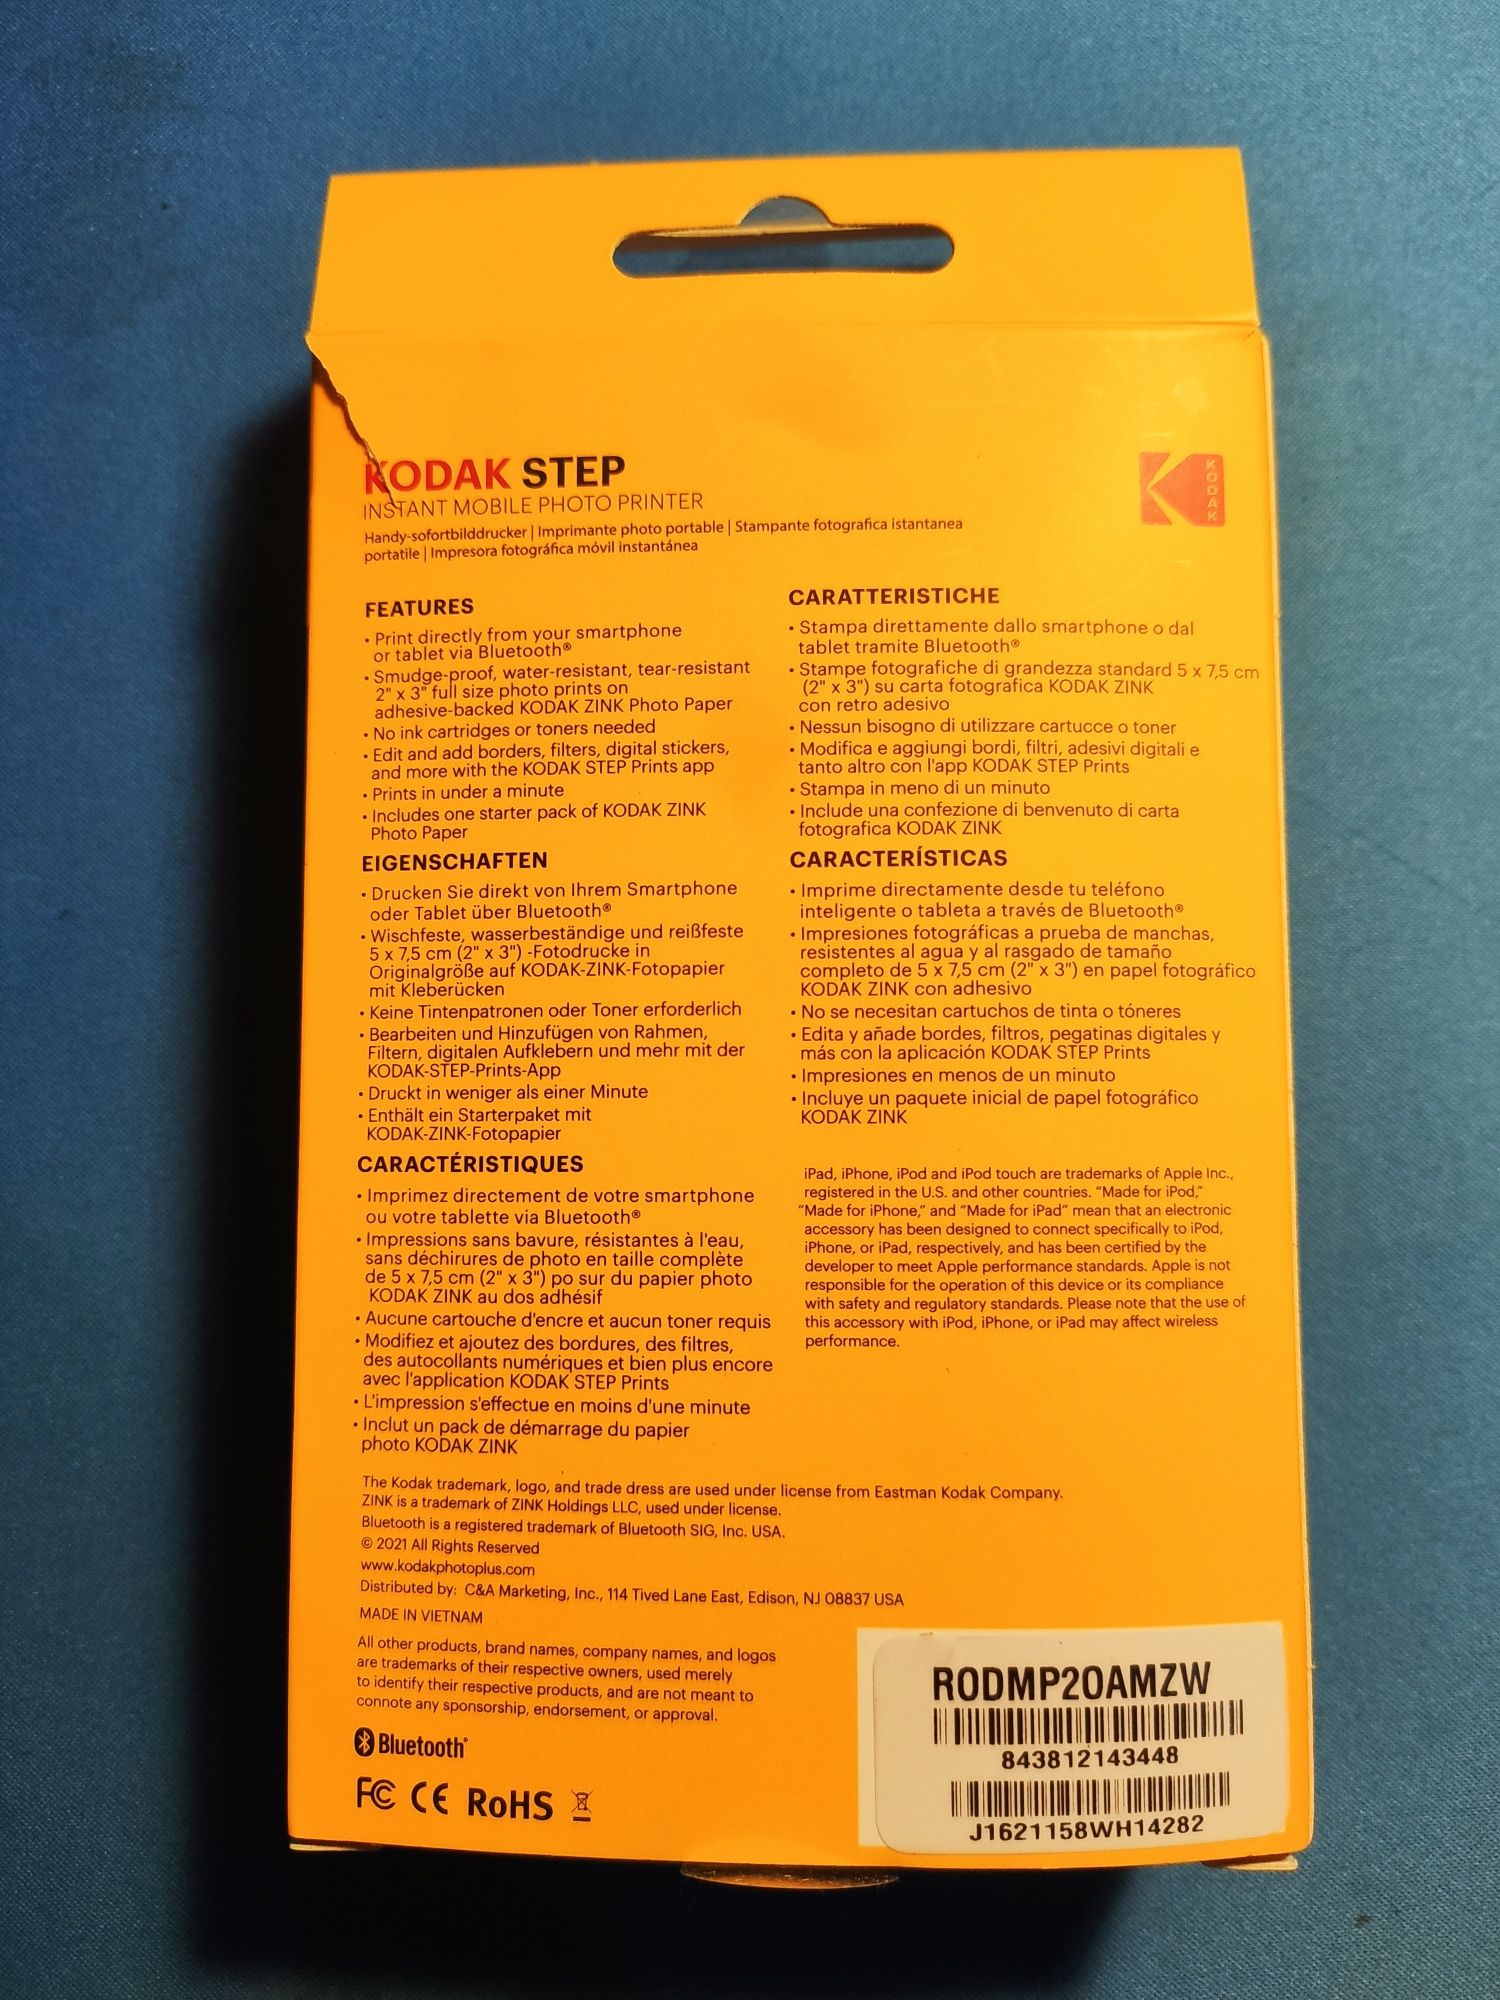 KODAK STEP
INSTANT MOBILE PHOTO PRINTER
Handy-sofortbilddrucker | Imprimante photo portable | Stampante fotografica istantanea
portatile | Impresora fotográfica móvil instantánea
KODAK
FEATURES
• Print directly from your smartphone
or tablet via Bluetooth®
• Smudge-proof, water-resistant, tear-resistant
2" x 3" full size photo prints on
adhesive-backed KODAK ZINK Photo Paper
• No ink cartridges or toners needed
• Edit and add borders, filters, digital stickers,
and more with the KODAK STEP Prints app
• Prints in under a minute
• Includes one starter pack of KODAK ZINK
Photo Paper
EIGENSCHAFTEN
• Drucken Sie direkt von Ihrem Smartphone
oder Tablet über Bluetooth®
• Wischfeste, wasserbeständige und reißfeste
5 x 7,5 cm (2" x 3") -Fotodrucke in
Originalgröße auf KODAK-ZINK-Fotopapier
mit Kleberücken
• Keine Tintenpatronen oder Toner erforderlich
• Bearbeiten und Hinzufügen von Rahmen,
Filtern, digitalen Aufklebern und mehr mit der
KODAK-STEP-Prints-App
• Druckt in weniger als einer Minute
• Enthält ein Starterpaket mit
KODAK-ZINK-Fotopapier
CARACTÉRISTIQUES
• Imprimez directement de votre smartphone
ou votre tablette via Bluetooth®
• Impressions sans bavure, résistantes à l'eau,
sans déchirures de photo en taille complète
de 5 x 7,5 cm (2" x 3") po sur du papier photo
KODAK ZINK au dos adhésif
• Aucune cartouche d'encre et aucun toner requis
• Modifiez et ajoutez des bordures, des filtres,
des autocollants numériques et bien plus encore
avec l'application KODAK STEP Prints
• L'impression s'effectue en moins d'une minute
• Inclut un pack de démarrage du papier
photo KODAK ZINK
CARATTERISTICHE
• Stampa direttamente dallo smartphone o dal
tablet tramite Bluetooth®
• Stampe fotografiche di grandezza standard 5 x 7,5 cm
(2" x 3") su carta fotografica KODAK ZINK
con retro adesivo
• Nessun bisogno di utilizzare cartucce o toner
• Modifica e aggiungi bordi, filtri, adesivi digitali e
tanto altro con l'app KODAK STEP Prints
• Stampa in meno di un minuto
• Include una confezione di benvenuto di carta
fotografica KODAK ZINK
CARACTERÍSTICAS
• Imprime directamente desde tu teléfono
inteligente o tableta a través de Bluetooth®
• Impresiones fotográficas a prueba de manchas,
resistentes al agua y al rasgado de tamaño
completo de 5 x 7,5 cm (2" x 3") en papel fotográfico
KODAK ZINK con adhesivo
• No se necesitan cartuchos de tinta o tóneres
• Edita y añade bordes, filtros, pegatinas digitales y
más con la aplicación KODAK STEP Prints
• Impresiones en menos de un minuto
• Incluye un paquete inicial de papel fotográfico
KODAK ZINK
iPad, iPhone, iPod and iPod touch are trademarks of Apple Inc.,
registered in the U.S. and other countries. "Made for iPod,"
"Made for iPhone," and "Made for iPad" mean that an electronic
accessory has been designed to connect specifically to iPod,
iPhone, or iPad, respectively, and has been certified by the
developer to meet Apple performance standards. Apple is not
responsible for the operation of this device or its compliance
with safety and regulatory standards. Please note that the use of
this accessory with iPod, iPhone, or iPad may affect wireless
performance.
The Kodak trademark, logo, and trade dress are used under license from Eastman Kodak Company.
ZINK is a trademark of ZINK Holdings LLC, used under license.
Bluetooth is a registered trademark of Bluetooth SIG, Inc. USA.
© 2021 All Rights Reserved
www.kodakphotoplus.com
Distributed by: C&A Marketing, Inc., 114 Tived Lane East, Edison, NJ 08837 USA
MADE IN VIETNAM
All other products, brand names, company names, and logos
are trademarks of their respective owners, used merely
to identify their respective products, and are not meant to
connote any sponsorship, endorsement, or approval.
Bluetooth®
FC CE RoHS
RODMP20AMZW
843812143448
J1621158WH14282